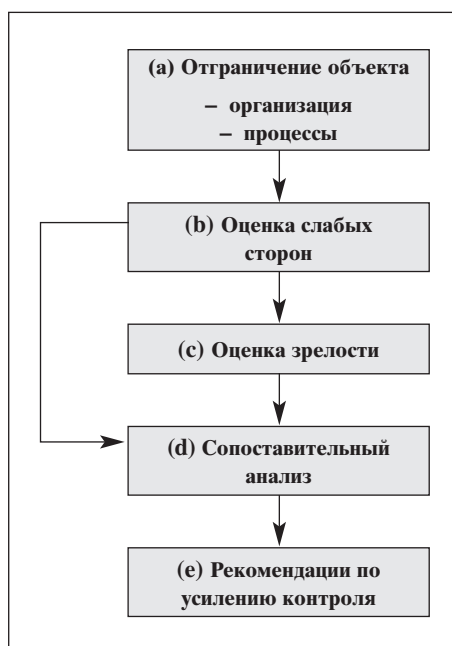 (a) Отграничение объекта
– организация
– процессы
(b) Оценка слабых
сторон
(c) Оценка зрелости
(d) Сопоставительный
анализ
(e) Рекомендации по
усилению контроля